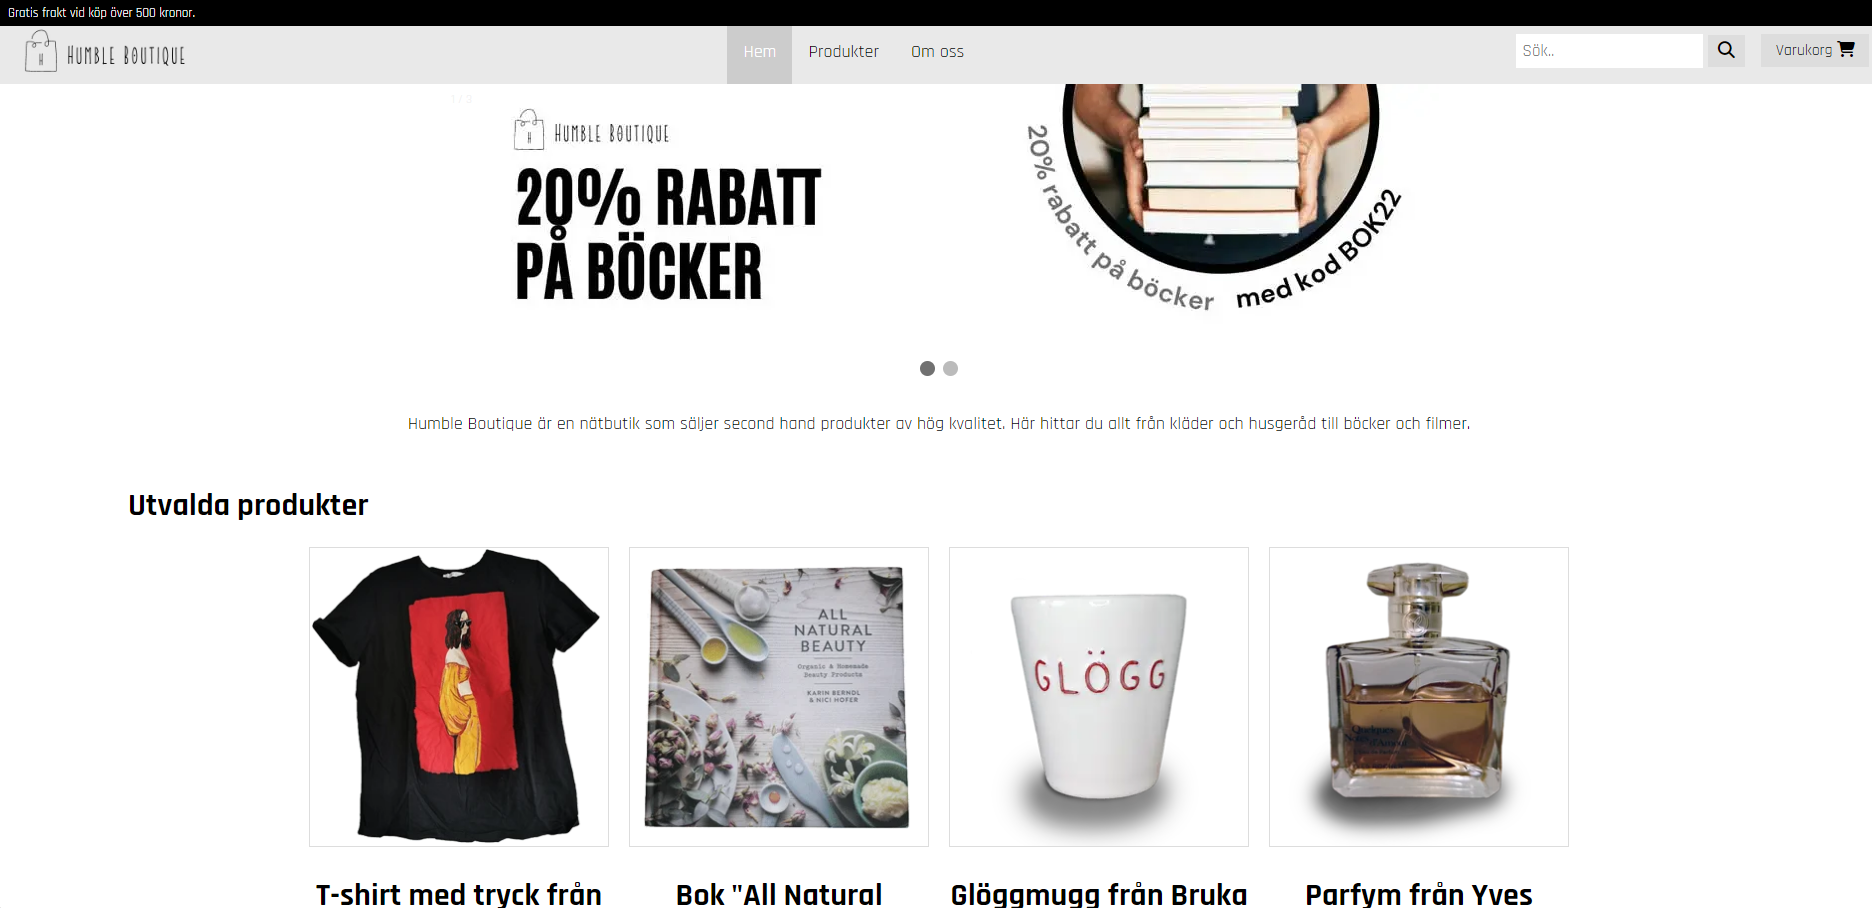 Gratis frakt vid köp över 500 kronor.
HUMBLE BOUTIQUE
Hem
Produkter
Om oss
Sök..
Varukorg
1 / 3
H
HUMBLE BOUTIQUE
20% RABATT
PÅ BÖCKER
20% rabatt på böcker
med kod BOK22
Humble Boutique är en nätbutik som säljer second hand produkter av hög kvalitet. Här hittar du allt från kläder och husgeråd till böcker och filmer.
Utvalda produkter
ALL
NATURAL
BEAUTY
Organic & Homemade
Beauty Products
KARIN BERNDL
& NICI HOFER
GLÖGG
Quelques
Notes
d'Amour
T-shirt med tryck från
Bok "All Natural
Glöggmugg från Bruka
Parfym från Yves